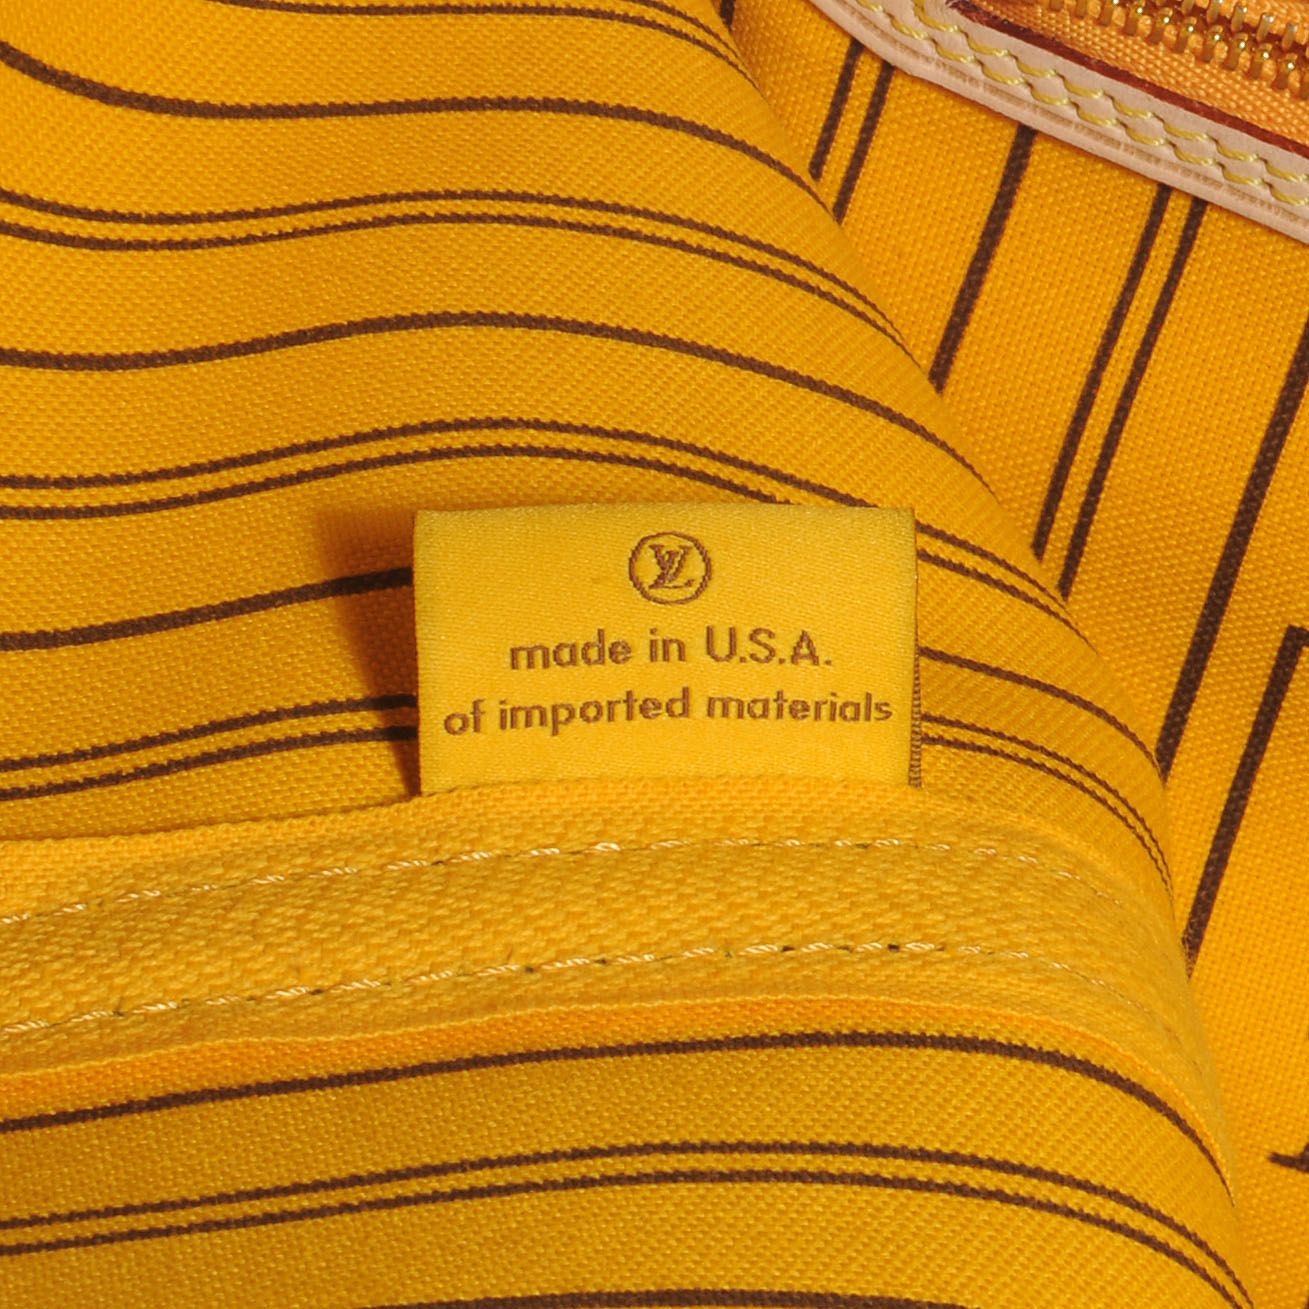 LV
made in U.S.A.
of imported materials